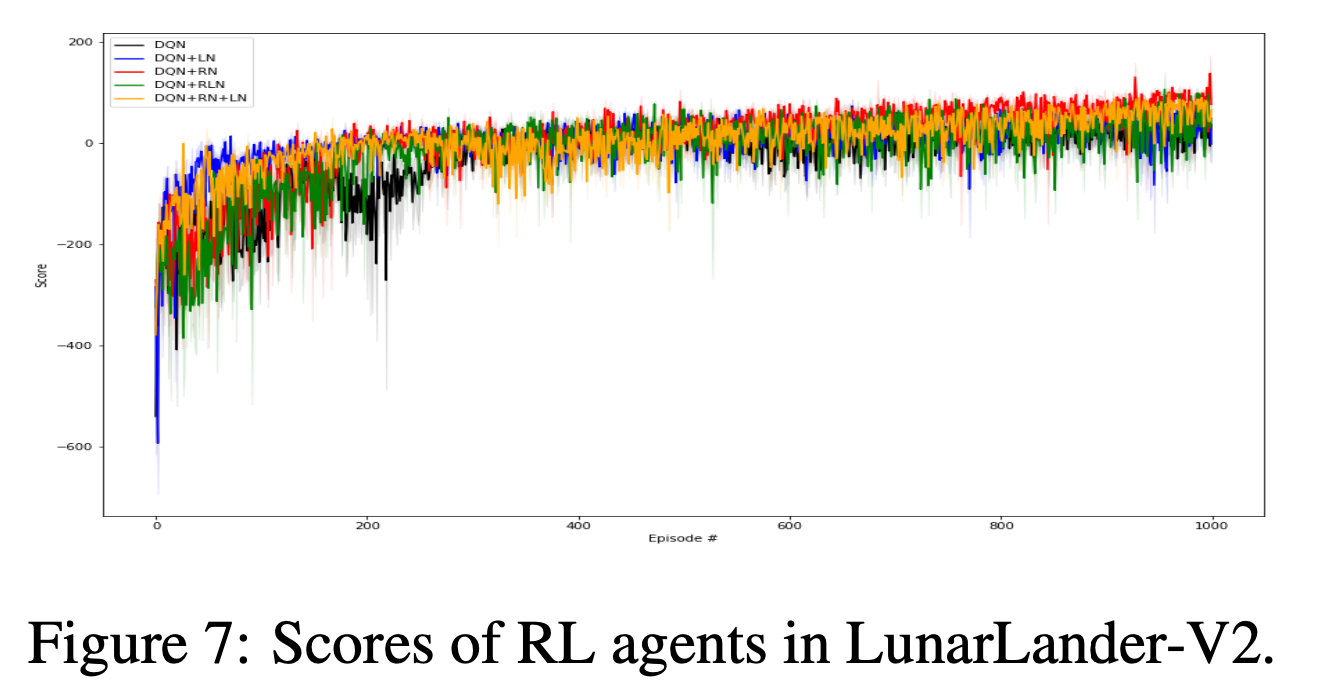 200
0
−200
−400
−600
Score
DQN
DQN+LN
DQN+RN
DQN+RLN
DQN+RN+LN
0 200 400 600 800 1000
Episode #
Figure 7: Scores of RL agents in LunarLander-V2.